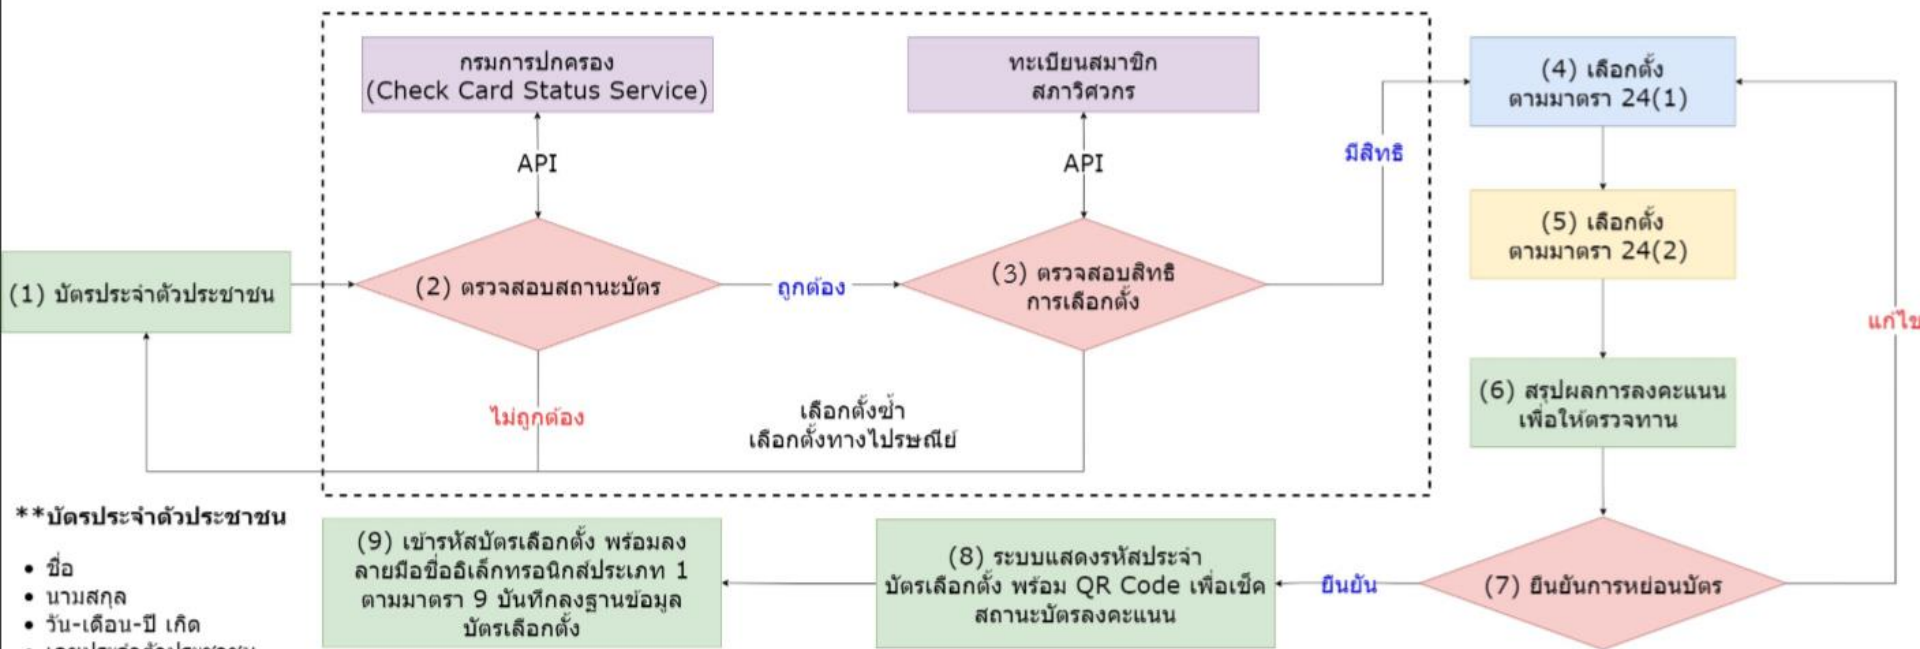 กรมการปกครอง
(Check Card Status Service)
ทะเบียนสมาชิก
สภาวิศวกร
(4) เลือกตั้ง
ตามมาตรา 24(1)
API
API
มีสิทธิ
(5) เลือกตั้ง
ตามมาตรา 24(2)
(1) บัตรประจำตัวประชาชน
(2) ตรวจสอบสถานะบัตร
ถูกต้อง
(3) ตรวจสอบสิทธิ
การเลือกตั้ง
แก้ไข
ไม่ถูกต้อง
เลือกตั้งซ้ำ
เลือกตั้งทางไปรษณีย์
(6) สรุปผลการลงคะแนน
เพื่อให้ตรวจทาน
**บัตรประจำตัวประชาชน
• ชื่อ
• นามสกุล
• วัน-เดือน-ปี เกิด
(9) เข้ารหัสบัตรเลือกตั้ง พร้อมลง
ลายมือชื่ออิเล็กทรอนิกส์ประเภท 1
ตามมาตรา 9 บันทึกลงฐานข้อมูล
บัตรเลือกตั้ง
(8) ระบบแสดงรหัสประจำ
บัตรเลือกตั้ง พร้อม QR Code เพื่อเช็ค
สถานะบัตรลงคะแนน
ยืนยัน
(7) ยืนยันการหย่อนบัตร